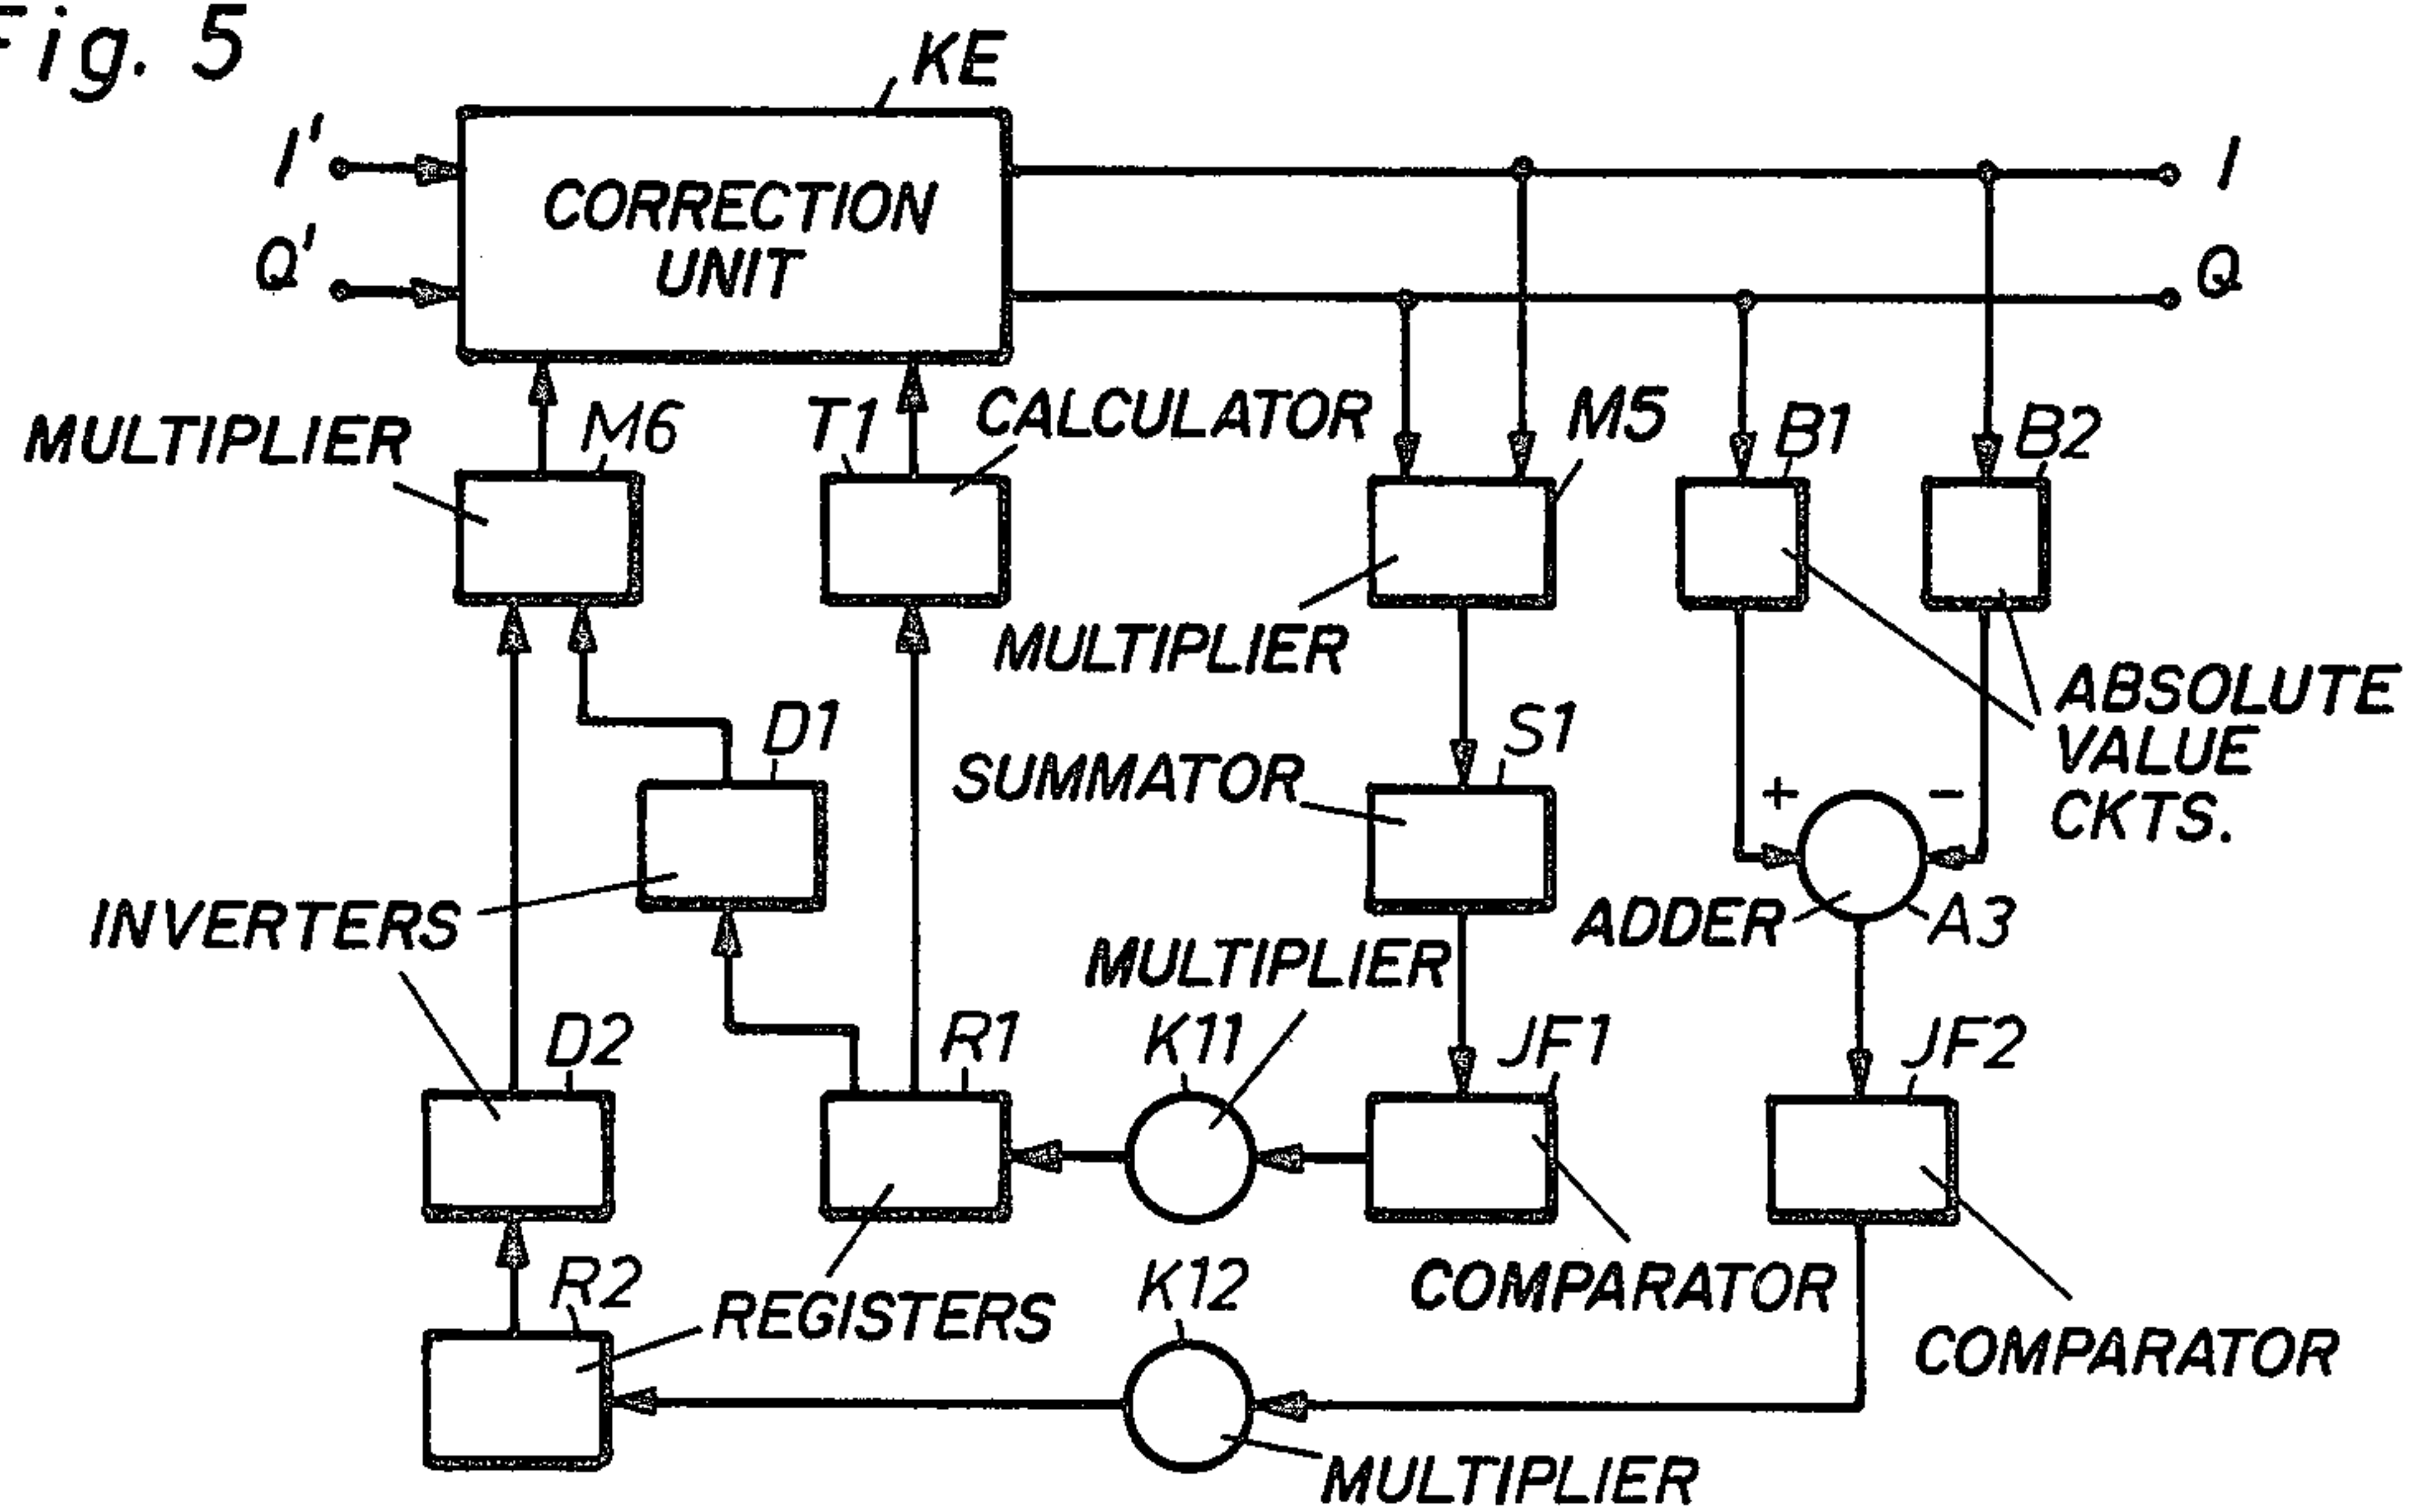 Fig. 5
KE
I'
Q'
CORRECTION
UNIT
I
Q
MULTIPLIER
M6
T1
CALCULATOR
M5
B1
B2
MULTIPLIER
ABSOLUTE
VALUE
CKTS.
D1
SUMMATOR
S1
+
−
INVERTERS
MULTIPLIER
ADDER
A3
D2
R1
K11
JF1
JF2
R2
REGISTERS
K12
COMPARATOR
COMPARATOR
MULTIPLIER